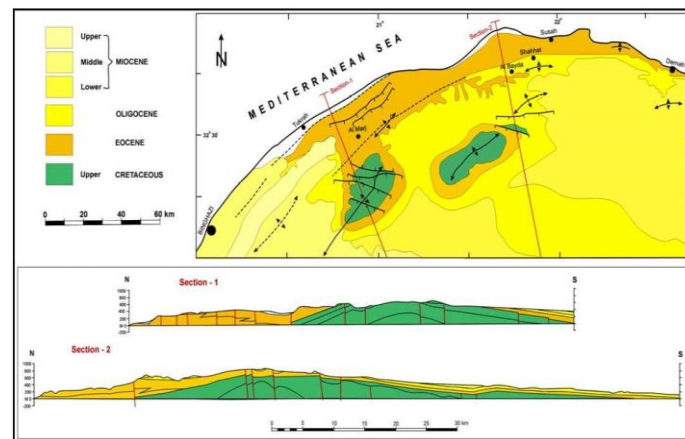 Upper
Middle
MIOCENE
Lower
OLIGOCENE
EOCENE
Upper CRETACEOUS
0 20 40 60 km
N
MEDITERRANEAN SEA
21
22
32 30
Section-1
Section-2
Susah
Shahhat
Al Bayda
Dernah
Tukrah
Al Marj
BINGHAZI
N Section - 1 S
N Section - 2 S
0 5 10 15 20 25 30 km